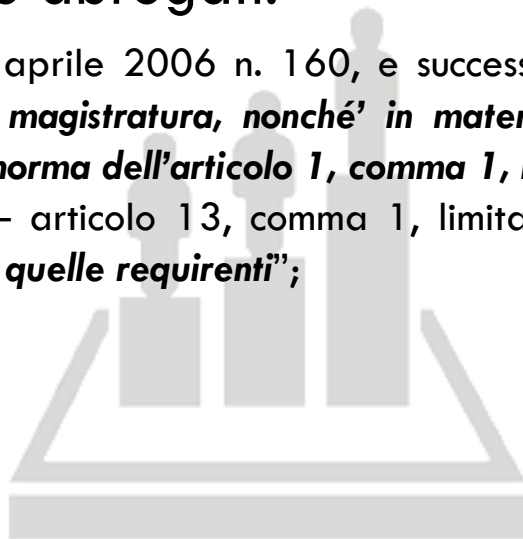 abrogati.
aprile 2006 n. 160, e success
magistratura, nonché’ in mater
norma dell’articolo 1, comma 1,
– articolo 13, comma 1, limita
quelle requirenti”;